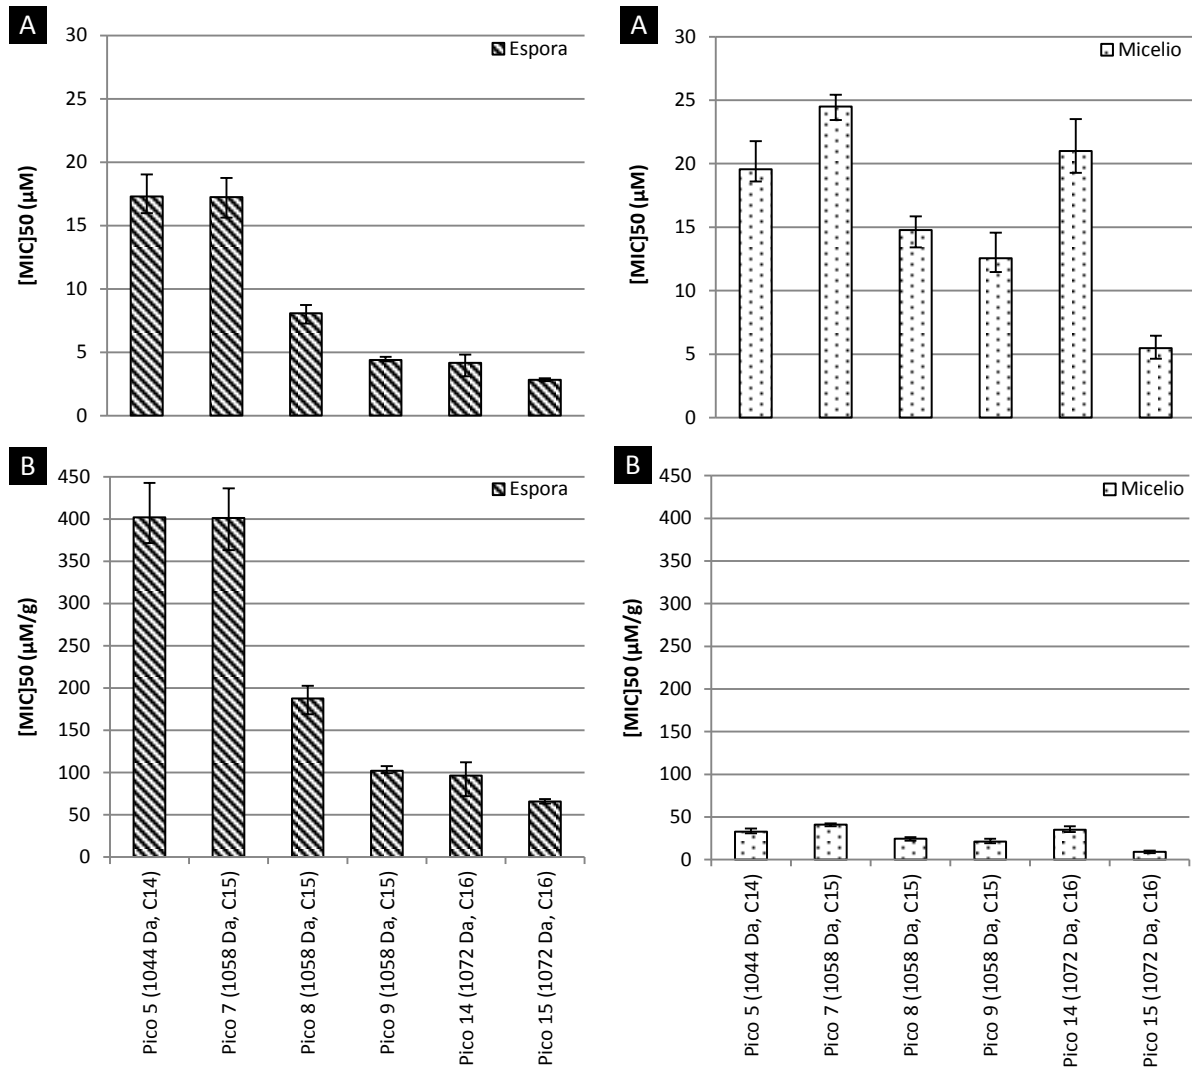 A
30
25
20
15
10
5
0
[MIC]50 (µM)
Espora
A
30
25
20
15
10
5
0
[MIC]50 (µM)
Micelio
B
450
400
350
300
250
200
150
100
50
0
[MIC]50 (µM/g)
Espora
Pico 5 (1044 Da, C14)
Pico 7 (1058 Da, C15)
Pico 8 (1058 Da, C15)
Pico 9 (1058 Da, C15)
Pico 14 (1072 Da, C16)
Pico 15 (1072 Da, C16)
B
450
400
350
300
250
200
150
100
50
0
[MIC]50 (µM/g)
Micelio
Pico 5 (1044 Da, C14)
Pico 7 (1058 Da, C15)
Pico 8 (1058 Da, C15)
Pico 9 (1058 Da, C15)
Pico 14 (1072 Da, C16)
Pico 15 (1072 Da, C16)